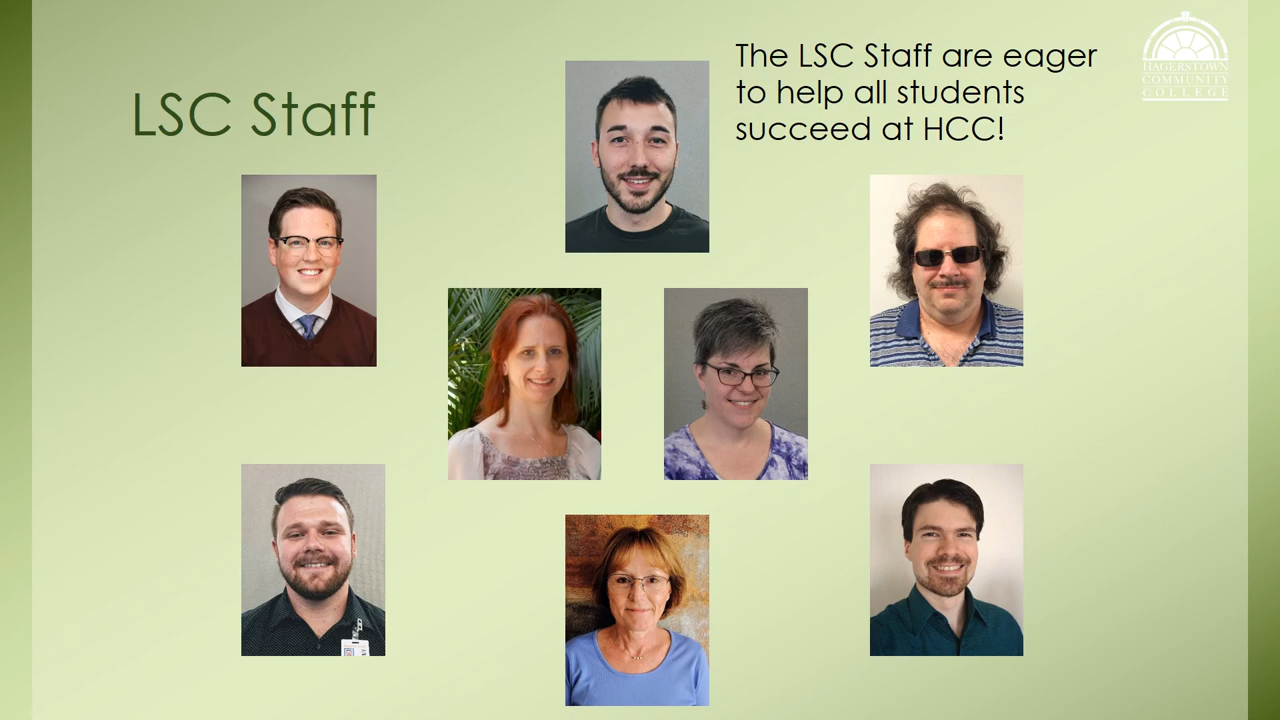 LSC Staff
The LSC Staff are eager
to help all students
succeed at HCC!
HAGERSTOWN
COMMUNITY
COLLEGE